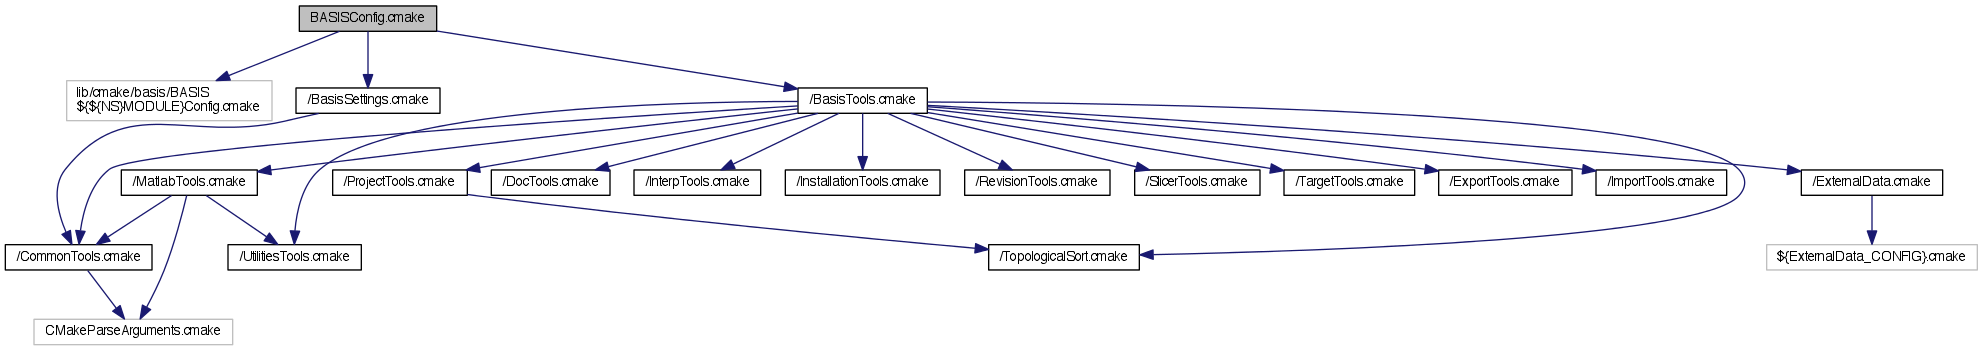 BASISConfig.cmake
lib/cmake/basis/BASIS
${${NS}MODULE}Config.cmake
/BasisSettings.cmake
/BasisTools.cmake
/MatlabTools.cmake
/ProjectTools.cmake
/DocTools.cmake
/InterpTools.cmake
/InstallationTools.cmake
/RevisionTools.cmake
/SlicerTools.cmake
/TargetTools.cmake
/ExportTools.cmake
/ImportTools.cmake
/ExternalData.cmake
/CommonTools.cmake
/UtilitiesTools.cmake
/TopologicalSort.cmake
${ExternalData_CONFIG}.cmake
CMakeParseArguments.cmake